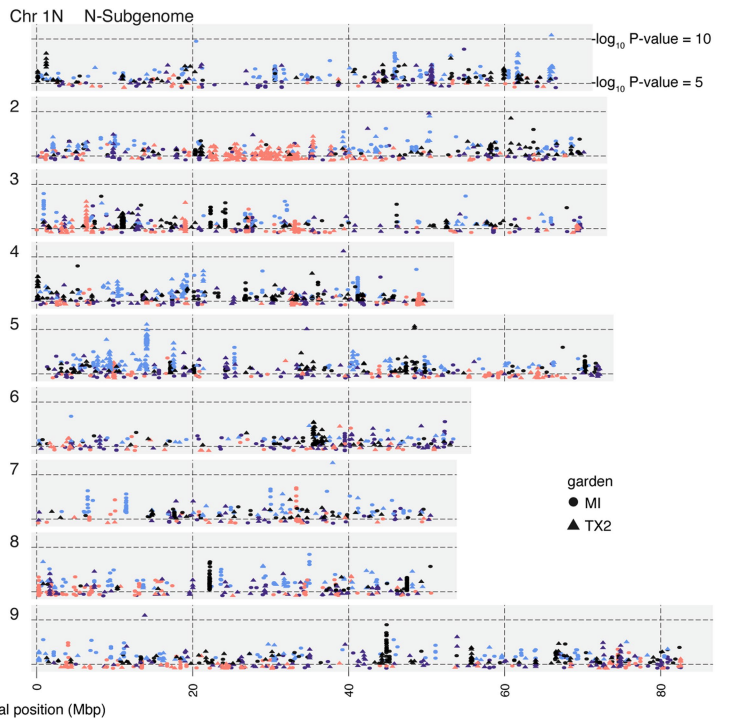 Chr 1N N-Subgenome
-log10 P-value = 10
-log10 P-value = 5
2
3
4
5
6
7
garden
MI
TX2
8
9
0 20 40 60 80
al position (Mbp)